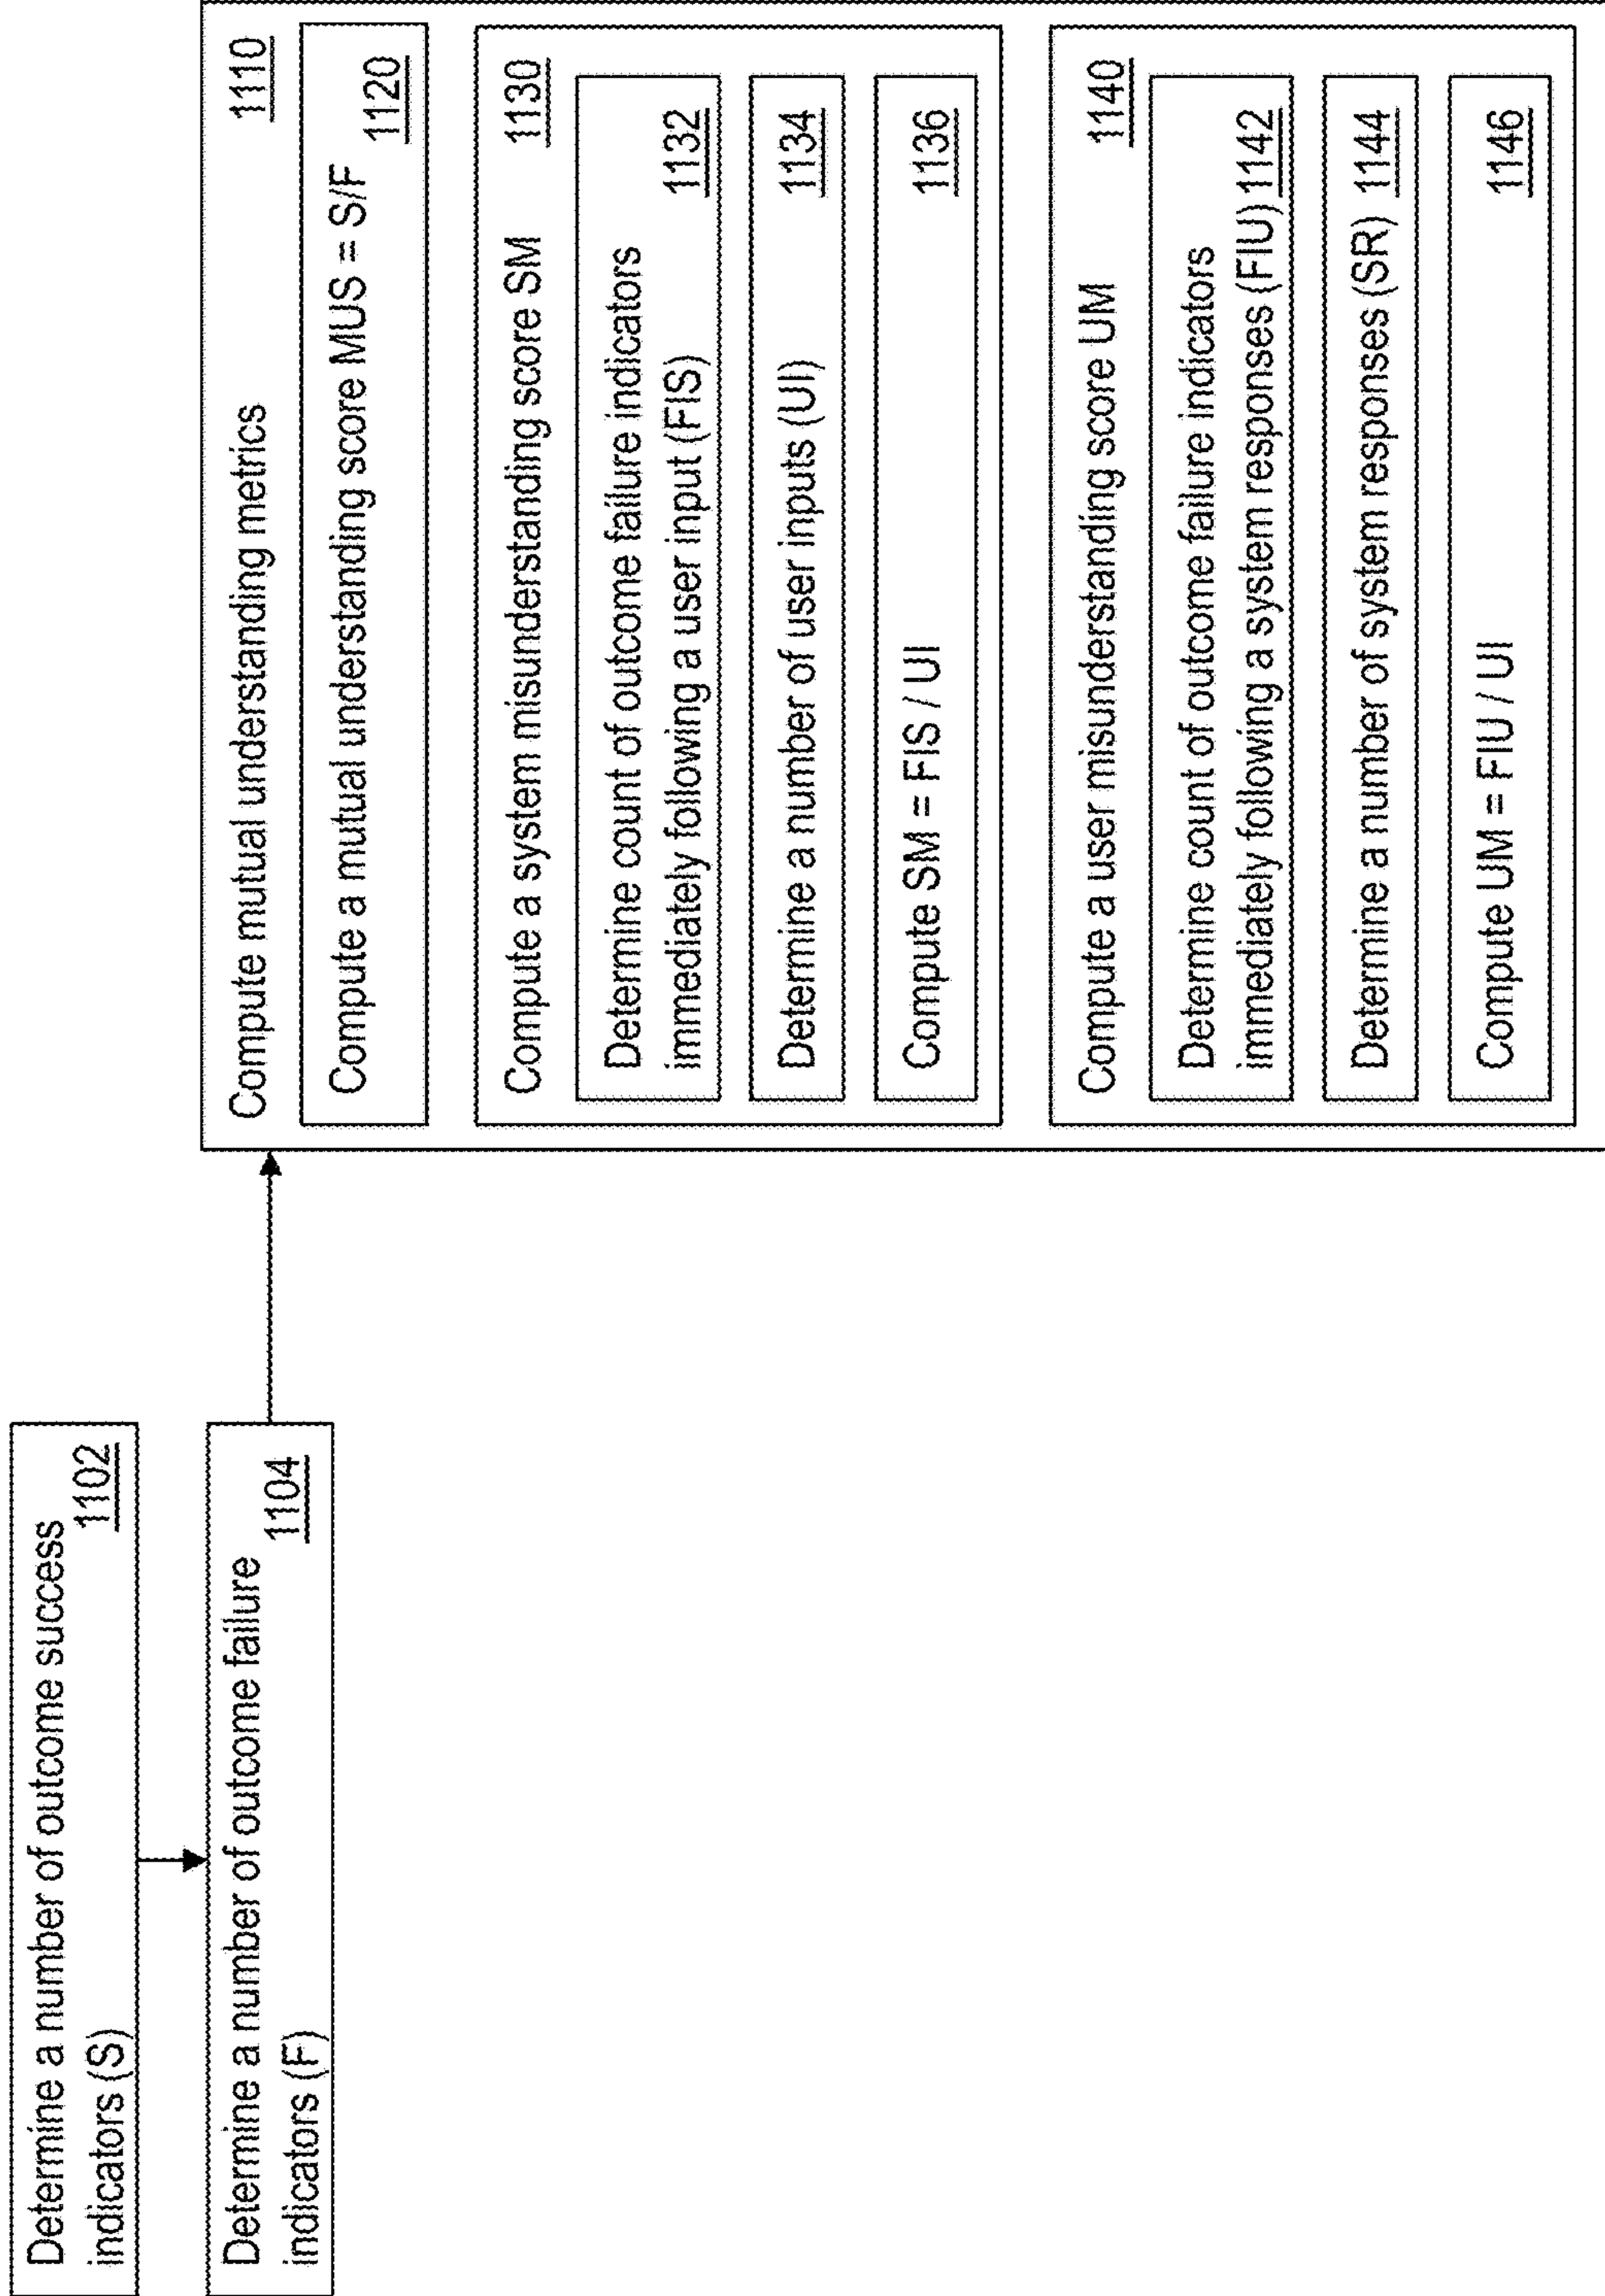 Determine a number of outcome success
indicators (S)
1102
Determine a number of outcome failure
indicators (F)
1104
Compute mutual understanding metrics
1110
Compute a mutual understanding score MUS = S/F
1120
Compute a system misunderstanding score SM
1130
Determine count of outcome failure indicators
immediately following a user input (FIS)
1132
Determine a number of user inputs (UI)
1134
Compute SM = FIS / UI
1136
Compute a user misunderstanding score UM
1140
Determine count of outcome failure indicators
immediately following a system responses (FIU) 1142
Determine a number of system responses (SR) 1144
Compute UM = FIU / UI
1146